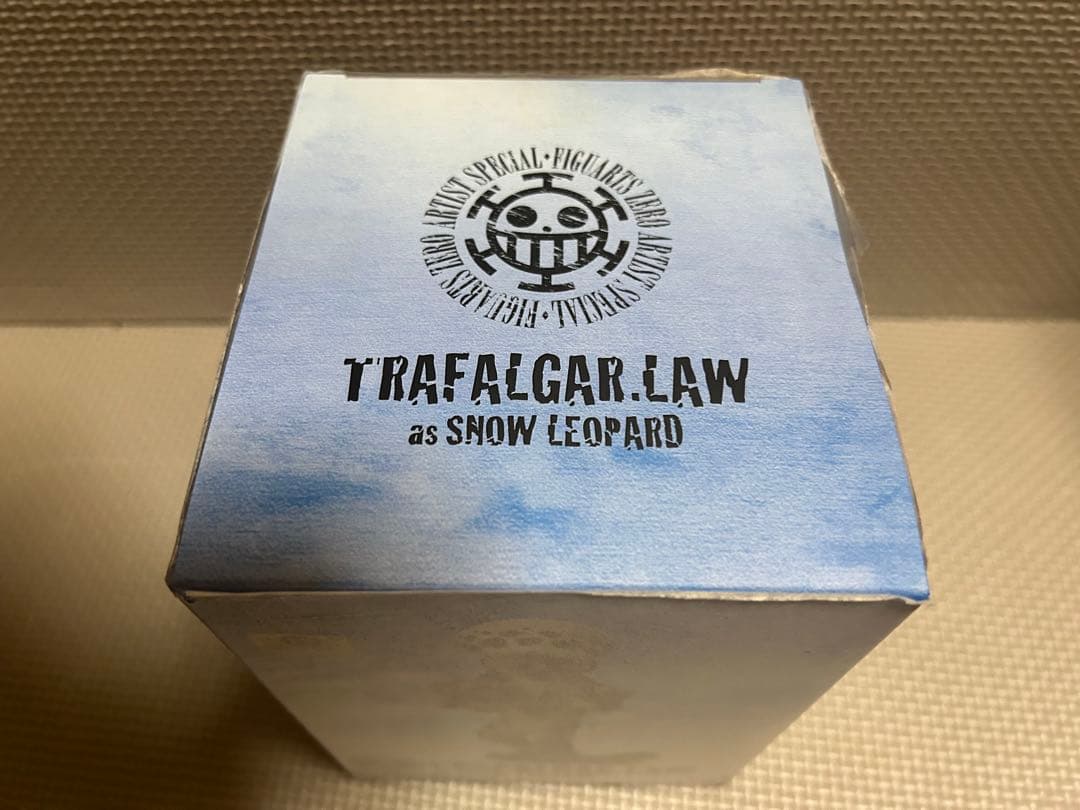 FIGUARTS ZERO ARTIST SPECIAL・FIGUARTS ZERO ARTIST SPECIAL・
TRAFALGAR.LAW
as SNOW LEOPARD